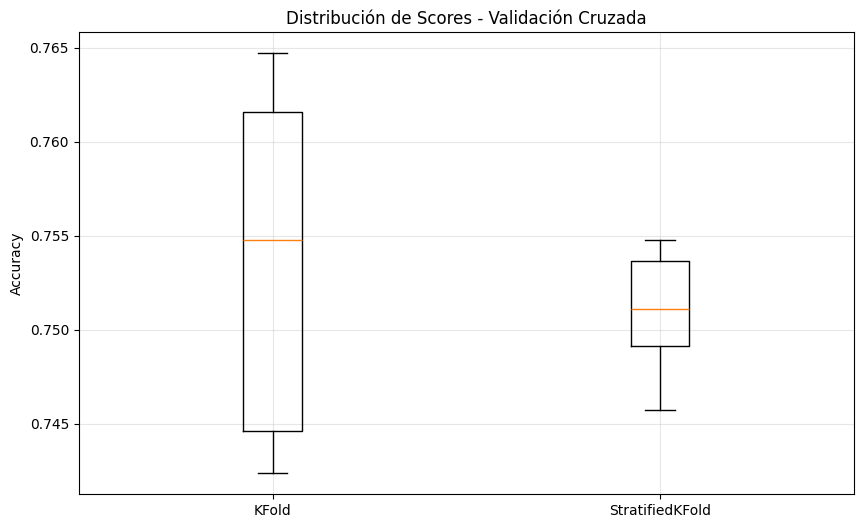 Distribución de Scores - Validación Cruzada
Accuracy
0.765
0.760
0.755
0.750
0.745
KFold
StratifiedKFold